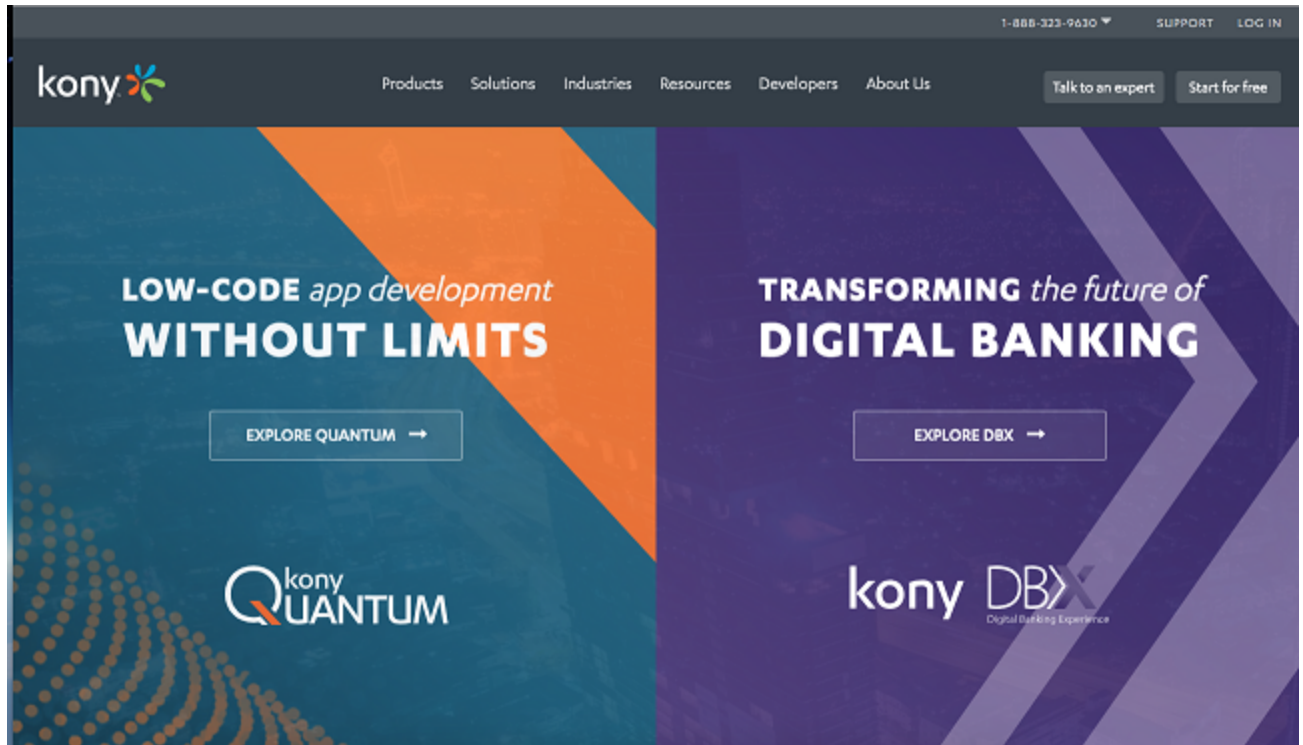 1-888-323-9630 SUPPORT LOG IN
kony
Products Solutions Industries Resources Developers About Us Talk to an expert Start for free
LOW-CODE app development
WITHOUT LIMITS
EXPLORE QUANTUM →
kony
QUANTUM
TRANSFORMING the future of
DIGITAL BANKING
EXPLORE DBX →
kony DBX
Digital Banking Experience